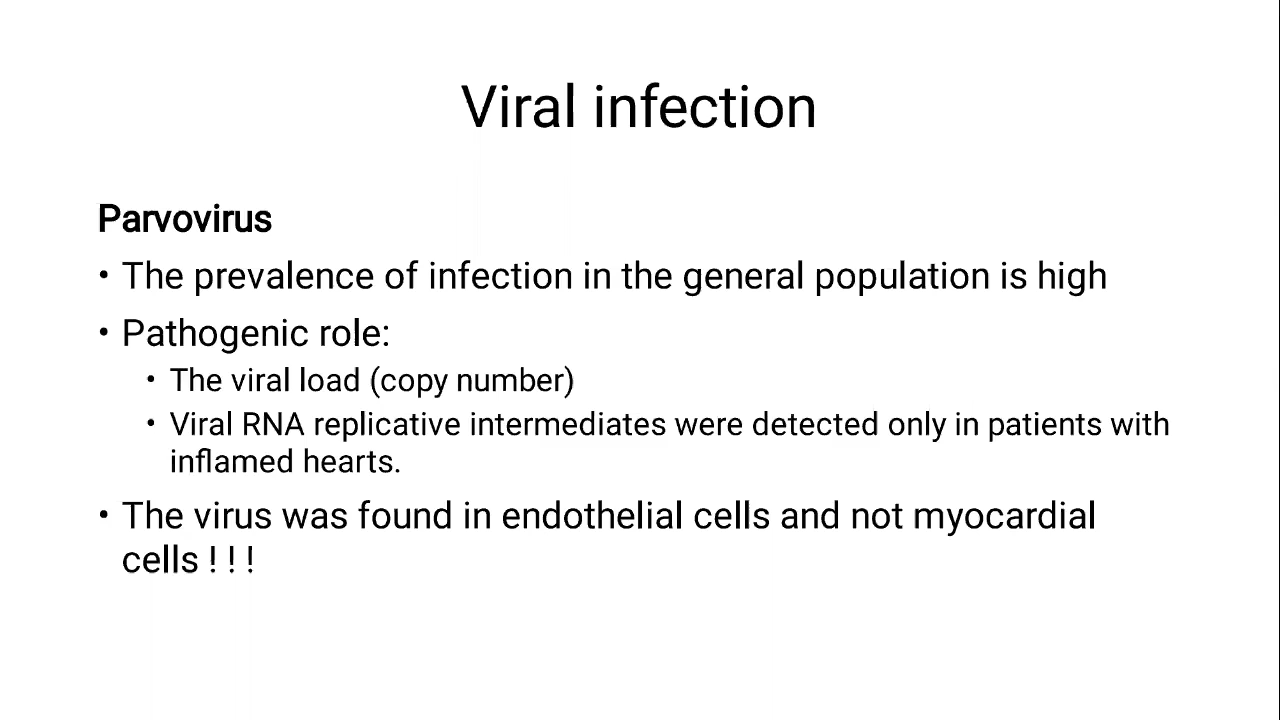 Viral infection
Parvovirus
• The prevalence of infection in the general population is high
• Pathogenic role:
• The viral load (copy number)
• Viral RNA replicative intermediates were detected only in patients with
inflamed hearts.
• The virus was found in endothelial cells and not myocardial
cells ! ! !